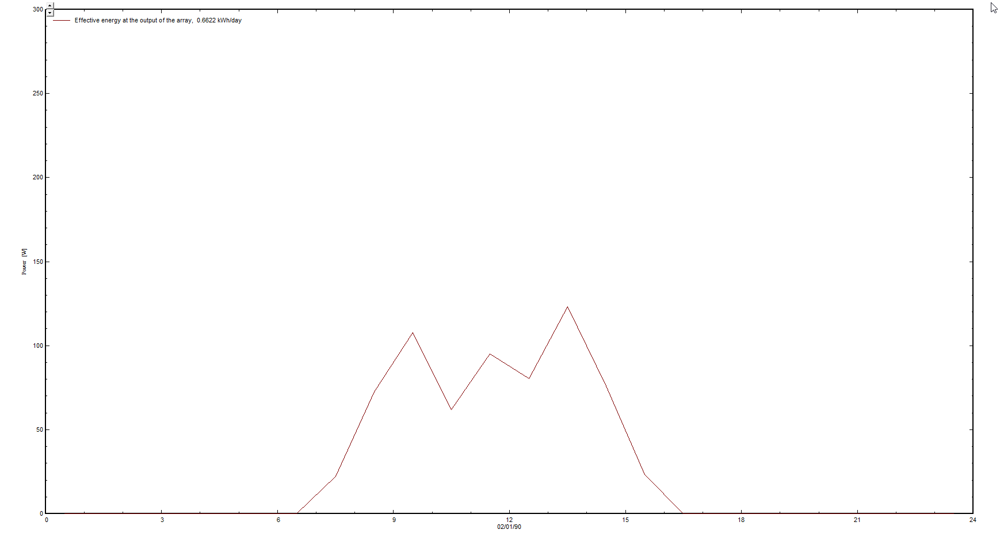 300
Effective energy at the output of the array,  0.6622 kWh/day
250
200
Power  [W]
150
100
50
0
0 3 6 9 12 15 18 21 24
02/01/90